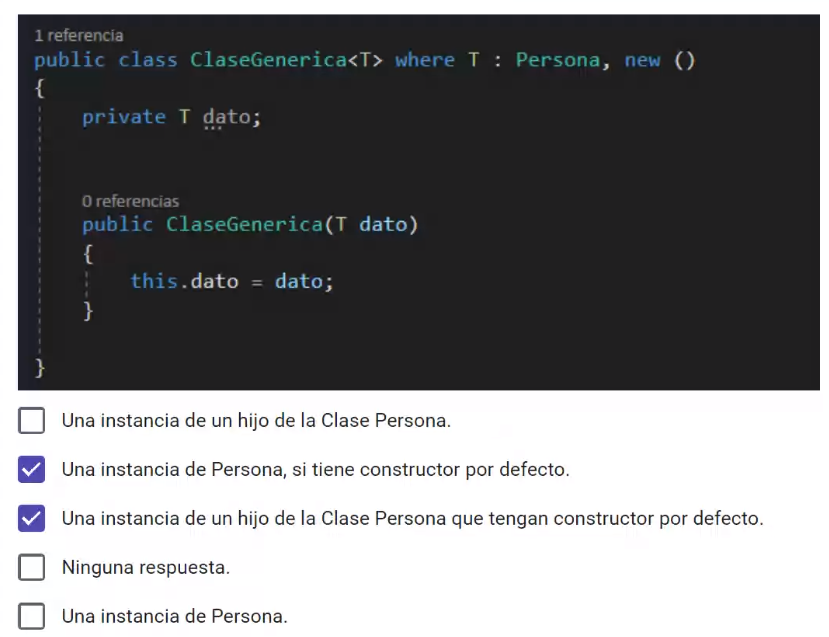 1 referencia
public class ClaseGenerica<T> where T : Persona, new ()
{
private T dato;
0 referencias
public ClaseGenerica(T dato)
{
this.dato = dato;
}
}
Una instancia de un hijo de la Clase Persona.
Una instancia de Persona, si tiene constructor por defecto.
Una instancia de un hijo de la Clase Persona que tengan constructor por defecto.
Ninguna respuesta.
Una instancia de Persona.